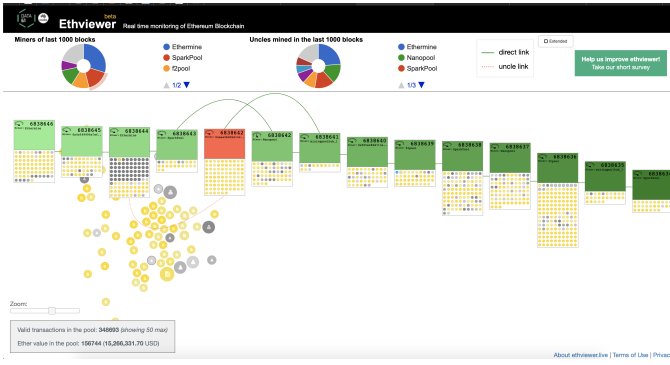 DATA
61
Ethviewer beta Real time monitoring of Ethereum Blockchain
Miners of last 1000 blocks
Ethermine
SparkPool
f2pool
1/2
Uncles mined in the last 1000 blocks
Ethermine
Nanopool
SparkPool
1/3
direct link
uncle link
Extended
Help us improve ethviewer!
Take our short survey
6838646
6838645
6838644
6838643
6838642
6838642
6838641
6838640
6838639
6838638
6838637
6838636
6838635
Zoom:
Valid transactions in the pool: 348693 (showing 50 max)
Ether value in the pool: 156744 (15,266,331.70 USD)
About ethviewer.live | Terms of Use | Privac